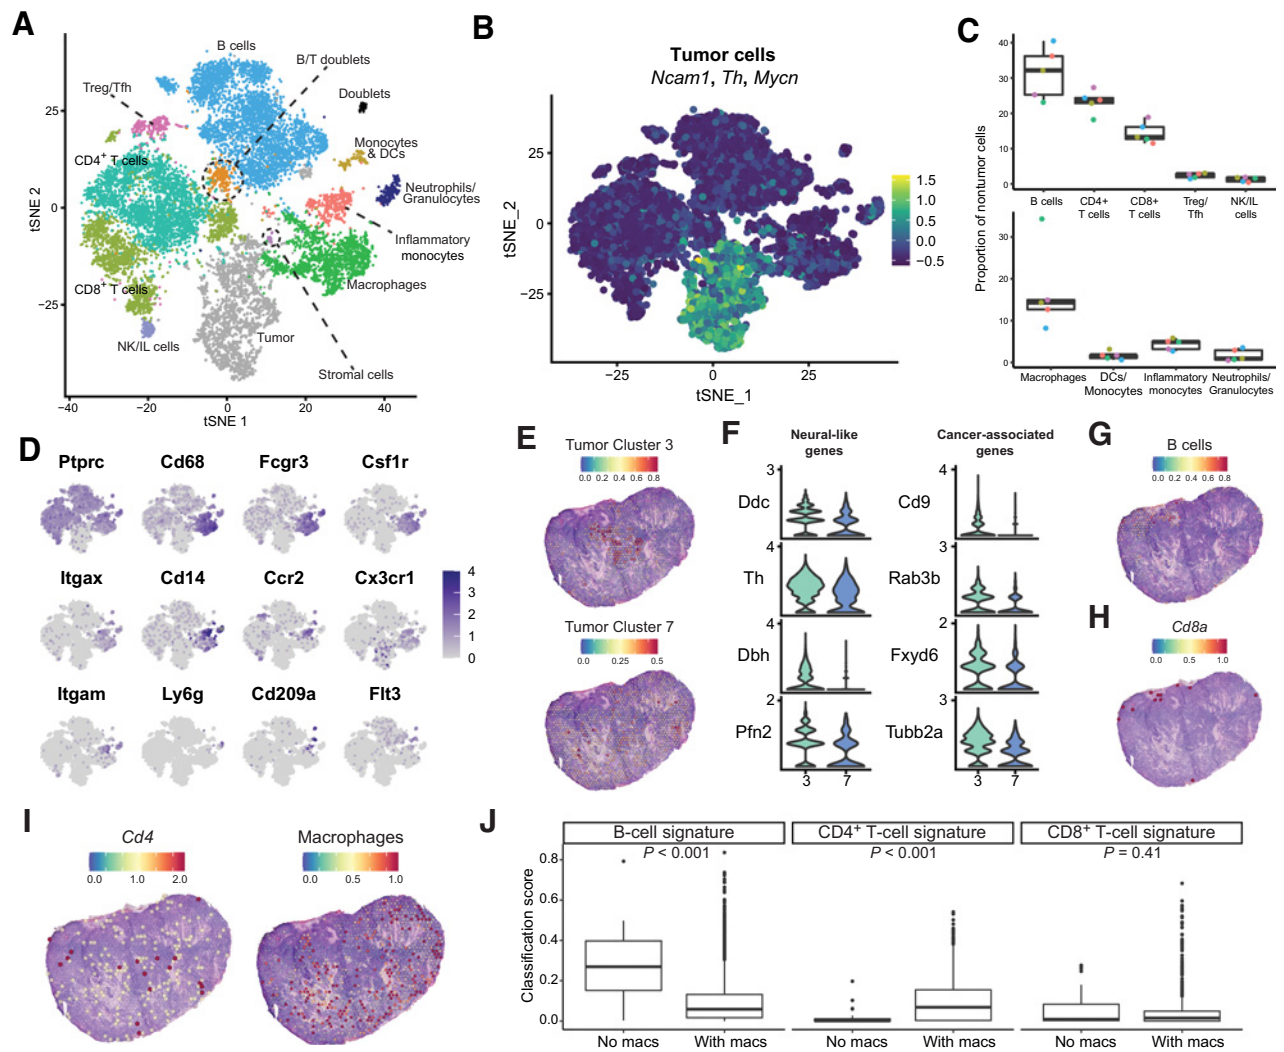 A
B cells
B/T doublets
Treg/Tfh
Doublets
Monocytes
& DCs
CD4+ T cells
Neutrophils/
Granulocytes
Inflammatory
monocytes
CD8+ T cells
Macrophages
NK/IL cells
Tumor
Stromal cells
25
0
−25
tSNE 2
−40
−20
0
20
40
tSNE 1
B
Tumor cells
Ncam1, Th, Mycn
25
0
−25
tSNE_2
−25
0
25
tSNE_1
1.5
1.0
0.5
0.0
−0.5
C
Proportion of nontumor cells
40
30
20
10
0
B cells
CD4+
T cells
CD8+
T cells
Treg/
Tfh
NK/IL
cells
30
20
10
0
Macrophages
DCs/
Monocytes
Inflammatory
monocytes
Neutrophils/
Granulocytes
D
Ptprc
Cd68
Fcgr3
Csf1r
Itgax
Cd14
Ccr2
Cx3cr1
Itgam
Ly6g
Cd209a
Flt3
4
3
2
1
0
E
Tumor Cluster 3
0.0 0.2 0.4 0.6 0.8
Tumor Cluster 7
0.0 0.25 0.5
F
Neural-like
genes
Cancer-associated
genes
3
Ddc
4
Th
4
Dbh
2
Pfn2
3 7
4
Cd9
3
Rab3b
2
Fxyd6
3
Tubb2a
3 7
G
B cells
0.0 0.2 0.4 0.6 0.8
H
Cd8a
0.0 0.5 1.0
I
Cd4
0.0 1.0 2.0
Macrophages
0.0 0.5 1.0
J
B-cell signature
CD4+ T-cell signature
CD8+ T-cell signature
P < 0.001
P < 0.001
P = 0.41
Classification score
0.8
0.6
0.4
0.2
0.0
No macs
With macs
No macs
With macs
No macs
With macs